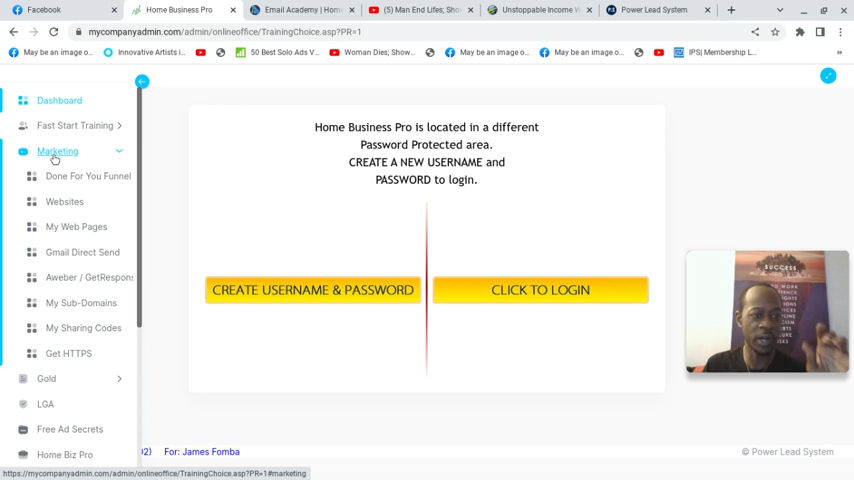 Facebook
Home Business Pro
Email Academy | Hom
(5) Man End Lifes; Show
Unstoppable Income W
Power Lead System
mycompanyadmin.com/admin/onlineoffice/TrainingChoice.asp?PR=1
May be an image o...
Innovative Artists i...
50 Best Solo Ads V...
Woman Dies; Show...
May be an image o...
May be an image o...
IPS| Membership L...
Dashboard
Fast Start Training
Marketing
Done For You Funnel
Websites
My Web Pages
Gmail Direct Send
Aweber / GetRespons
My Sub-Domains
My Sharing Codes
Get HTTPS
Gold
LGA
Free Ad Secrets
Home Biz Pro
Home Business Pro is located in a different
Password Protected area.
CREATE A NEW USERNAME and
PASSWORD to login.
CREATE USERNAME & PASSWORD
CLICK TO LOGIN
SUCCESS
02) For: James Fomba
© Power Lead System
https://mycompanyadmin.com/admin/onlineoffice/TrainingChoice.asp?PR=1#marketing